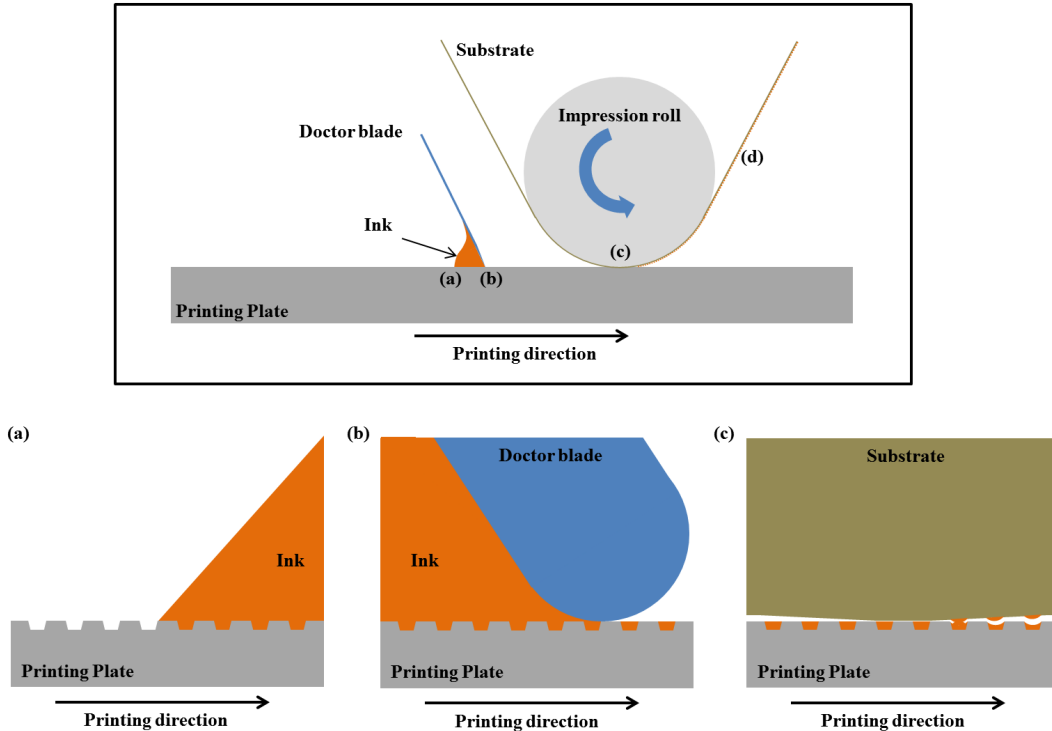 Substrate
Impression roll
Doctor blade
(d)
Ink
(c)
(a)
(b)
Printing Plate
Printing direction
(a)
(b)
(c)
Doctor blade
Substrate
Ink
Ink
Printing Plate
Printing Plate
Printing Plate
Printing direction
Printing direction
Printing direction